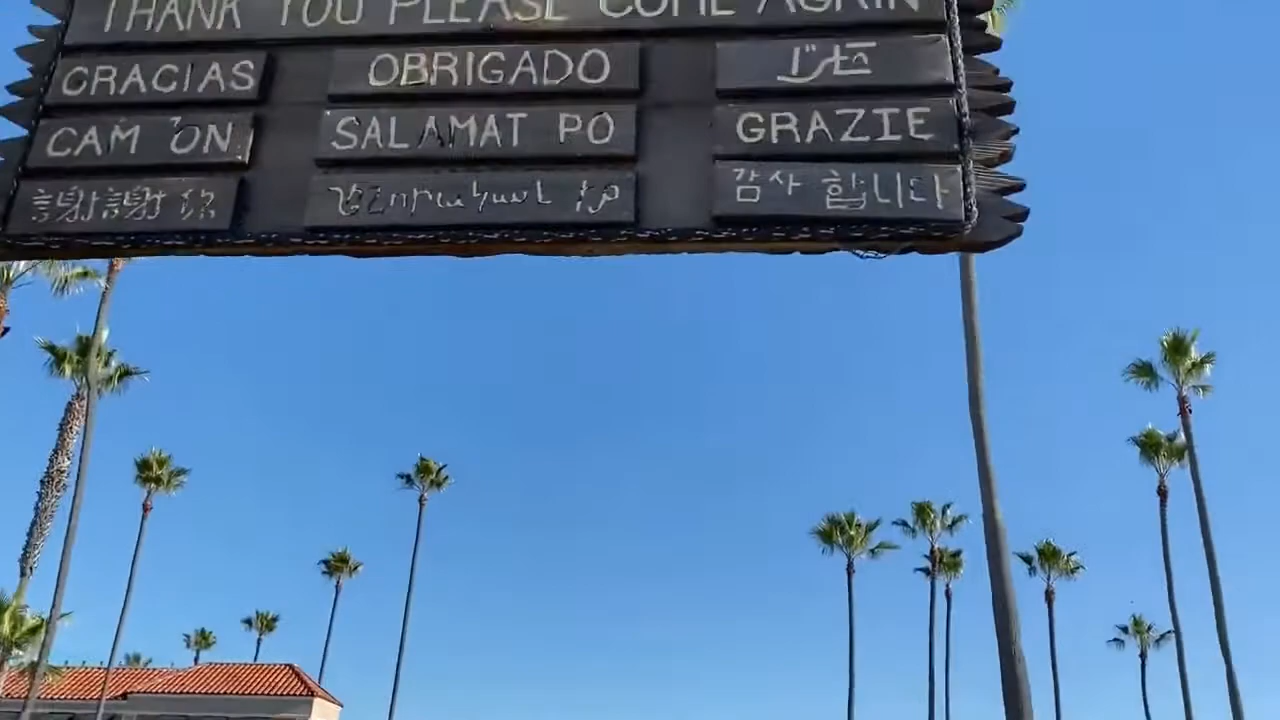 THANK YOU PLEASE COME AGAIN
GRACIAS OBRIGADO
CAM ON SALAMAT PO GRAZIE
謝謝 你 감사 합니다